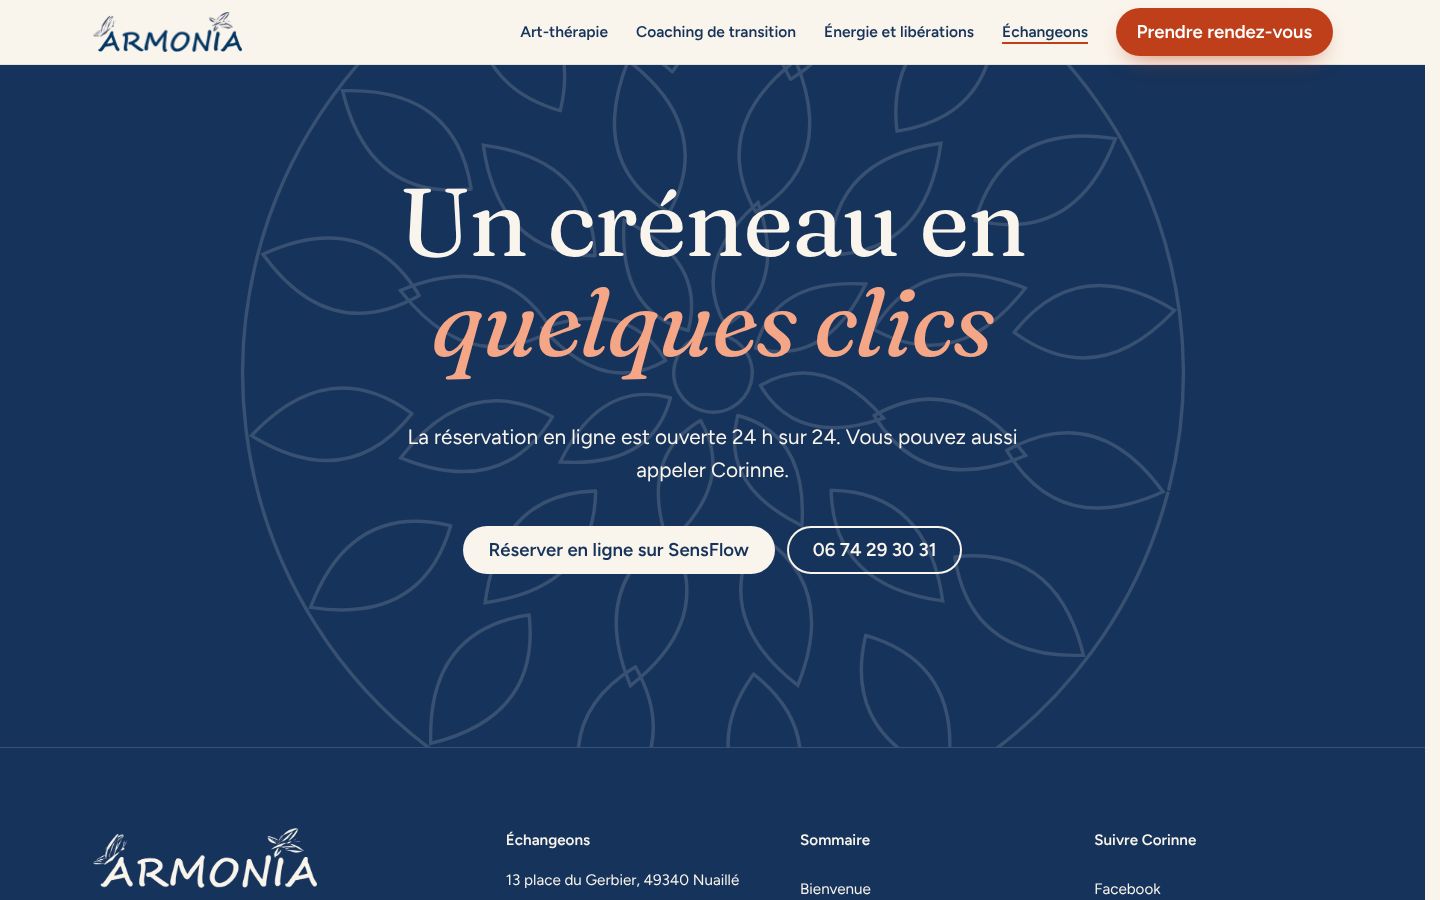 ARMONIA
Art-thérapie
Coaching de transition
Énergie et libérations
Échangeons
Prendre rendez-vous
Un créneau en
quelques clics
La réservation en ligne est ouverte 24 h sur 24. Vous pouvez aussi
appeler Corinne.
Réserver en ligne sur SensFlow
06 74 29 30 31
ARMONIA
Échangeons
13 place du Gerbier, 49340 Nuaillé
Sommaire
Bienvenue
Suivre Corinne
Facebook